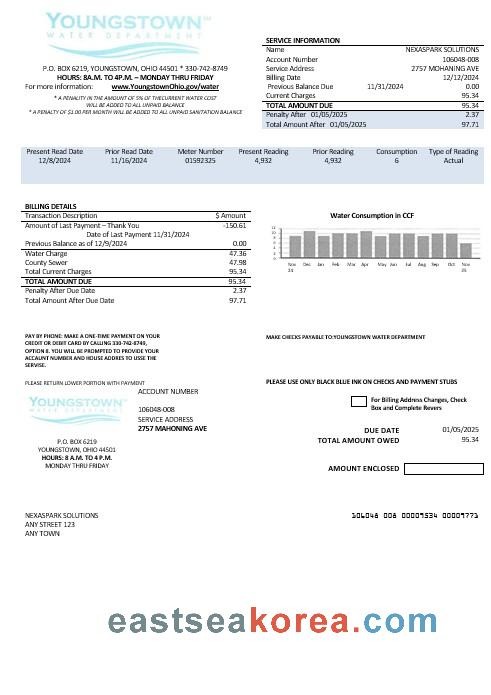 YOUNGSTOWN™
WATER DEPARTMENT
P.O. BOX 6219, YOUNGSTOWN, OHIO 44501 * 330-742-8749
HOURS: 8A.M. TO 4P.M. – MONDAY THRU FRIDAY
For more information: www.YoungstownOhio.gov/water
* A PENALITY IN THE AMOUNT OF 5% OF THECURRENT WATER COST
WILL BE ADDED TO ALL UNPAID BALANCE
* A PENALTY OF $1.00 PER MONTH WILL BE ADDED TO ALL UNPAID SANITATION BALANCE
SERVICE INFORMATION
Name NEXASPARK SOLUTIONS
Account Number 106048-008
Service Address 2757 MOHANING AVE
Billing Date 12/12/2024
Previous Balance Due 11/31/2024 0.00
Current Charges 95.34
TOTAL AMOUNT DUE 95.34
Penalty After 01/05/2025 2.37
Total Amount After 01/05/2025 97.71
Present Read Date Prior Read Date Meter Number Present Reading Prior Reading Consumption Type of Reading
12/8/2024 11/16/2024 01592325 4,932 4,932 6 Actual
BILLING DETAILS
Transaction Description $ Amount
Amount of Last Payment – Thank You -150.61
Date of Last Payment 11/31/2024
Previous Balance as of 12/9/2024 0.00
Water Charge 47.36
County Sewer 47.98
Total Current Charges 95.34
TOTAL AMOUNT DUE 95.34
Penalty After Due Date 2.37
Total Amount After Due Date 97.71
Water Consumption in CCF
Nov Dec Jan Feb Mar Apr May Jun Jul Aug Sep Oct Nov
24 25
PAY BY PHONE: MAKE A ONE-TIME PAYMENT ON YOUR
CREDIT OR DEBIT CARD BY CALLING 330-742-8749,
OPTION 8. YOU WILL BE PROMPTED TO PROVIDE YOUR
ACCAUNT NUMBER AND HOUSE ADDRES TO USSE THE
SERVISE.
MAKE CHECKS PAYABLE TO:YOUNGSTOWN WATER DEPARTMENT
PLEASE RETURN LOWER PORTION WITH PAYMENT
PLEASE USE ONLY BLACK BLUE INK ON CHECKS AND PAYMENT STUBS
YOUNGSTOWN
WATER DEPARTMENT
ACCOUNT NUMBER
106048-008
SERVICE ADDRESS
2757 MAHONING AVE
For Billing Address Changes, Check
Box and Complete Revers
P.O. BOX 6219
YOUNGSTOWN, OHIO 44501
HOURS: 8 A.M. TO 4 P.M.
MONDAY THRU FRIDAY
DUE DATE 01/05/2025
TOTAL AMOUNT OWED 95.34
AMOUNT ENCLOSED
NEXASPARK SOLUTIONS
ANY STREET 123
ANY TOWN
106048 008 00009534 00009771
eastseakorea.com